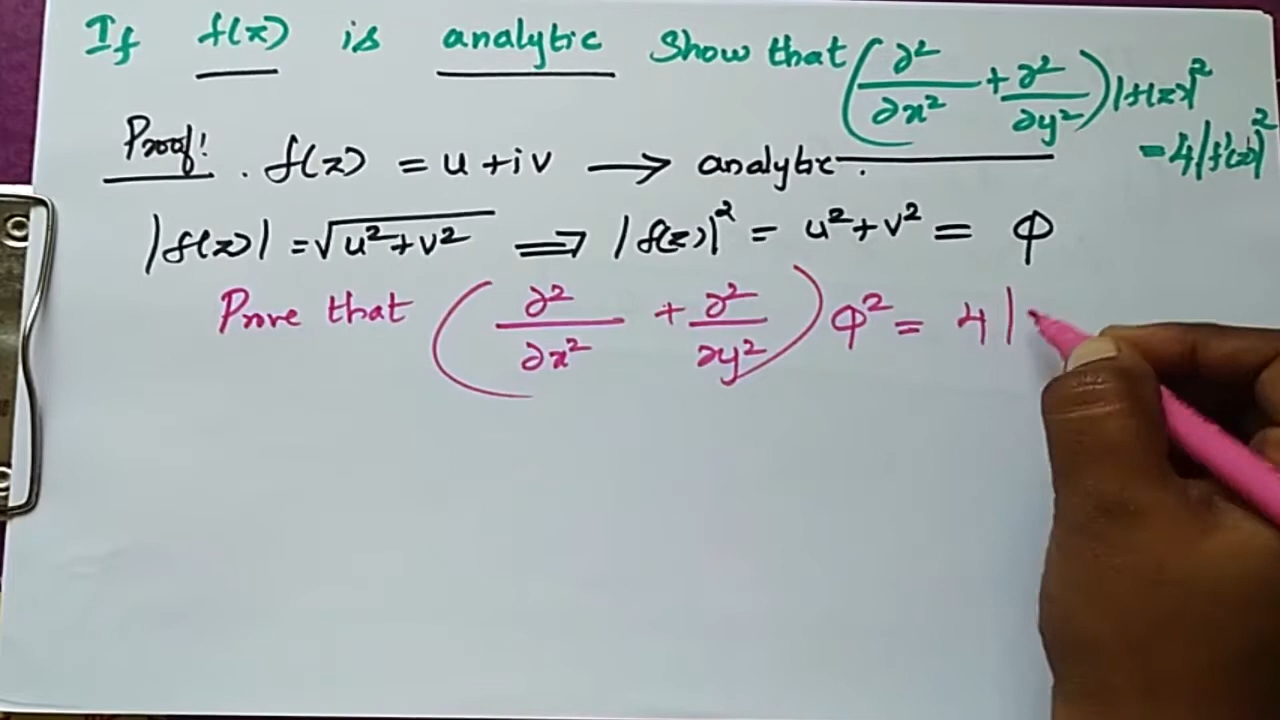 If f(z) is analytic Show that (∂²/∂x² + ∂²/∂y²) |f(z)|²
= 4|f'(z)|²
Proof! . f(z) = u + iv → analytic.
|f(z)| = √u²+v² ⟹ |f(z)|² = u²+v² = φ
Prove that (∂²/∂x² + ∂²/∂y²) φ² = 4 |